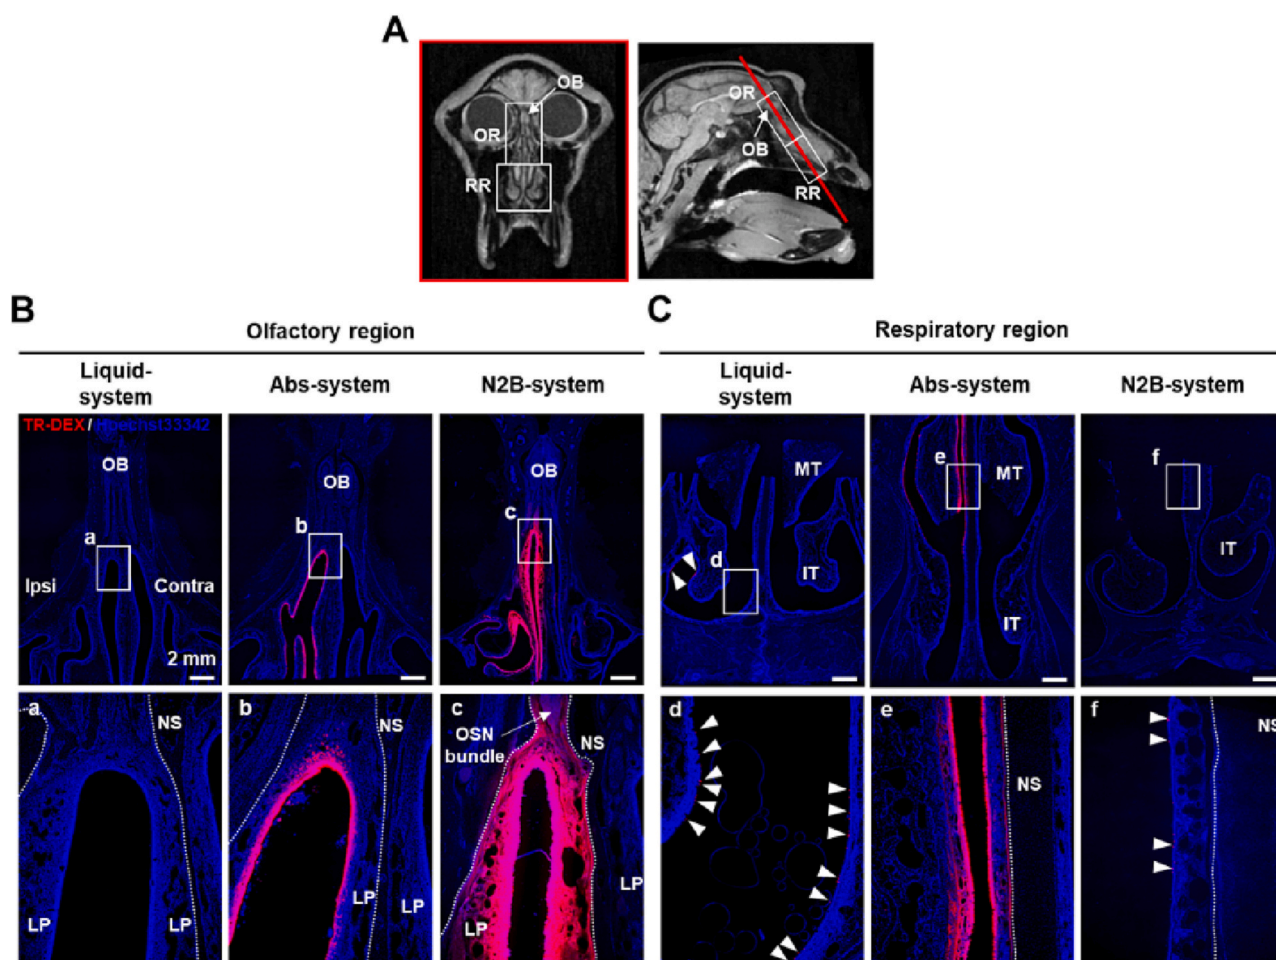 A
OB
OR
RR
OR
OB
RR
B
Olfactory region
Liquid-
system
Abs-system
N2B-system
TR-DEX/Hoechst33342
OB
a
Ipsi
Contra
2 mm
OB
b
OB
c
a
NS
LP
LP
b
NS
LP
LP
c
OSN
bundle
NS
LP
LP
C
Respiratory region
Liquid-
system
Abs-system
N2B-system
MT
d
IT
e
MT
IT
f
IT
d
e
NS
f
NS